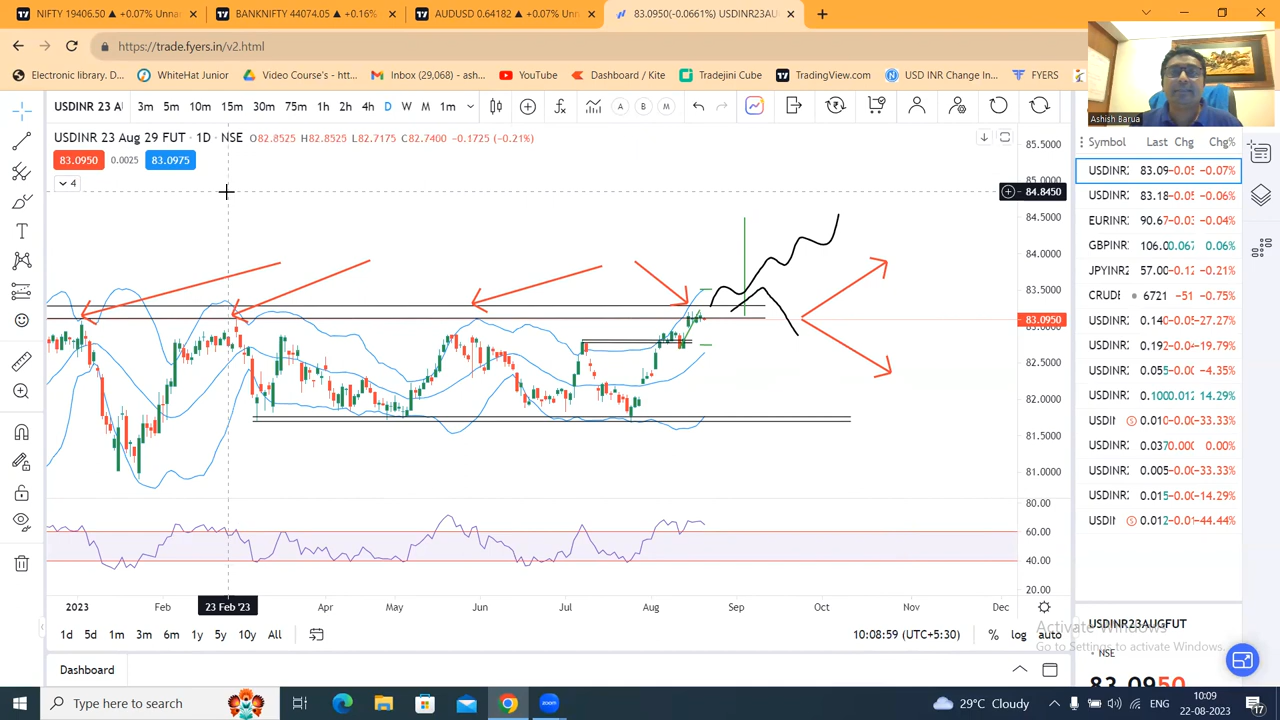 NIFTY 19406.50 ▲ +0.07% Unna
BANKNIFTY 44074.05 ▲ +0.16%
AUDUSD 0.64182 ▲ +0.07% Unn
83.0950(-0.0661%) USDINR23AU
https://trade.fyers.in/v2.html
Electronic library. D...
WhiteHat Junior
Video Course's - htt...
Inbox (29,068) - ash...
YouTube
Dashboard / Kite
Tradejini Cube
TradingView.com
USD INR Change In...
FYERS
Ashish Barua
USDINR 23 A
3m 5m 10m 15m 30m 75m 1h 2h 4h D W M 1m
A B M
USDINR 23 Aug 29 FUT · 1D · NSE O82.8525 H82.8525 L82.7175 C82.7400 -0.1725 (-0.21%)
83.0950 0.0025 83.0975
4
85.5000
85.0000
84.8450
84.5000
84.0000
83.5000
83.0950
83.0000
82.5000
82.0000
81.5000
81.0000
80.00
60.00
40.00
20.00
2023 Feb 23 Feb '23 Apr May Jun Jul Aug Sep Oct Nov Dec
1d 5d 1m 3m 6m 1y 5y 10y All
10:08:59 (UTC+5:30) % log auto
Dashboard
Symbol Last Chg Chg%
USDINR 83.09 -0.05 -0.07%
USDINR 83.18 -0.05 -0.06%
EURINR 90.67 -0.03 -0.04%
GBPINR 106.0 0.067 0.06%
JPYINR 57.00 -0.12 -0.21%
CRUDE 6721 -51 -0.75%
USDINR 0.140 -0.05 -27.27%
USDINR 0.192 -0.04 -19.79%
USDINR 0.055 -0.00 -4.35%
USDINR 0.100 0.012 14.29%
USDI 0.010 -0.00 -33.33%
USDINR 0.037 0.000 0.00%
USDINR 0.005 -0.00 -33.33%
USDINR 0.015 -0.00 -14.29%
USDI 0.012 -0.01 -44.44%
USDINR23AUGFUT
NSE
83.0950
Activate Windows
Go to Settings to activate Windows.
Type here to search
zoom
29°C Cloudy
ENG
10:09
22-08-2023
17